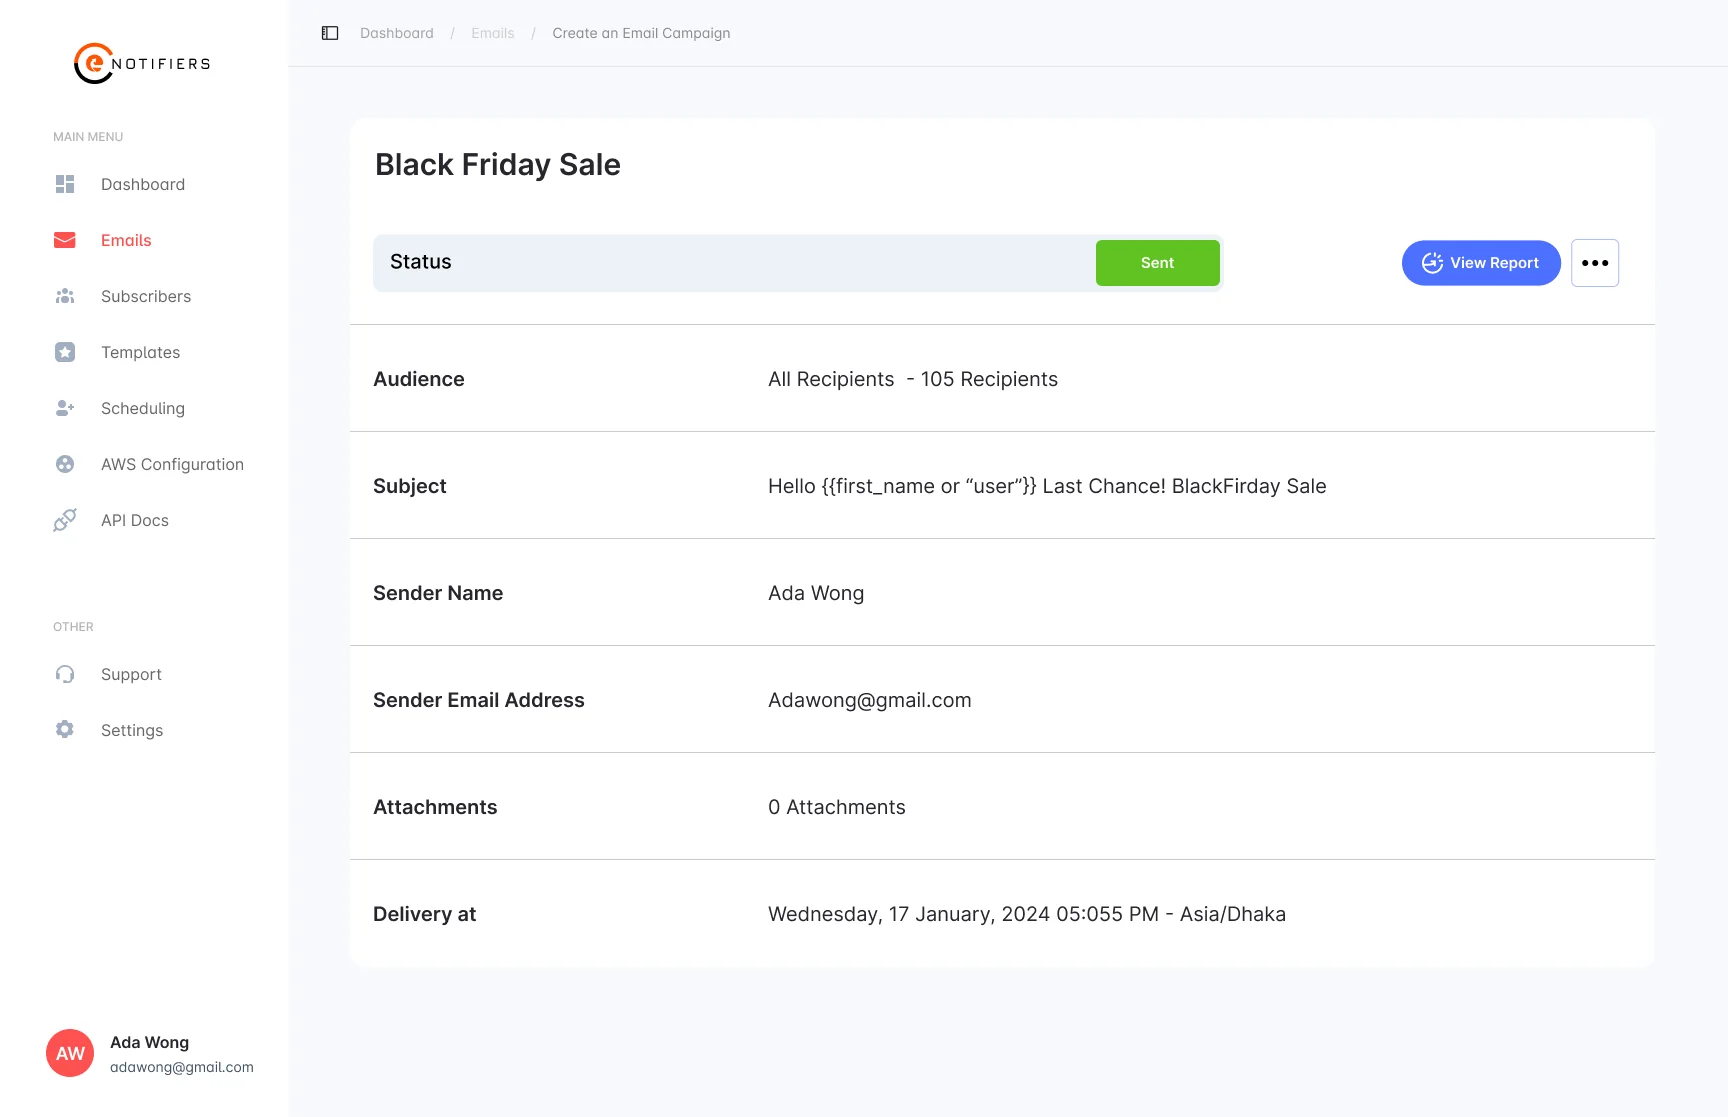 NOTIFIERS
MAIN MENU
Dashboard
Emails
Subscribers
Templates
Scheduling
AWS Configuration
API Docs
OTHER
Support
Settings
AW
Ada Wong
adawong@gmail.com
Dashboard / Emails / Create an Email Campaign
Black Friday Sale
Status Sent View Report
Audience All Recipients - 105 Recipients
Subject Hello {{first_name or “user”}} Last Chance! BlackFirday Sale
Sender Name Ada Wong
Sender Email Address Adawong@gmail.com
Attachments 0 Attachments
Delivery at Wednesday, 17 January, 2024 05:055 PM - Asia/Dhaka